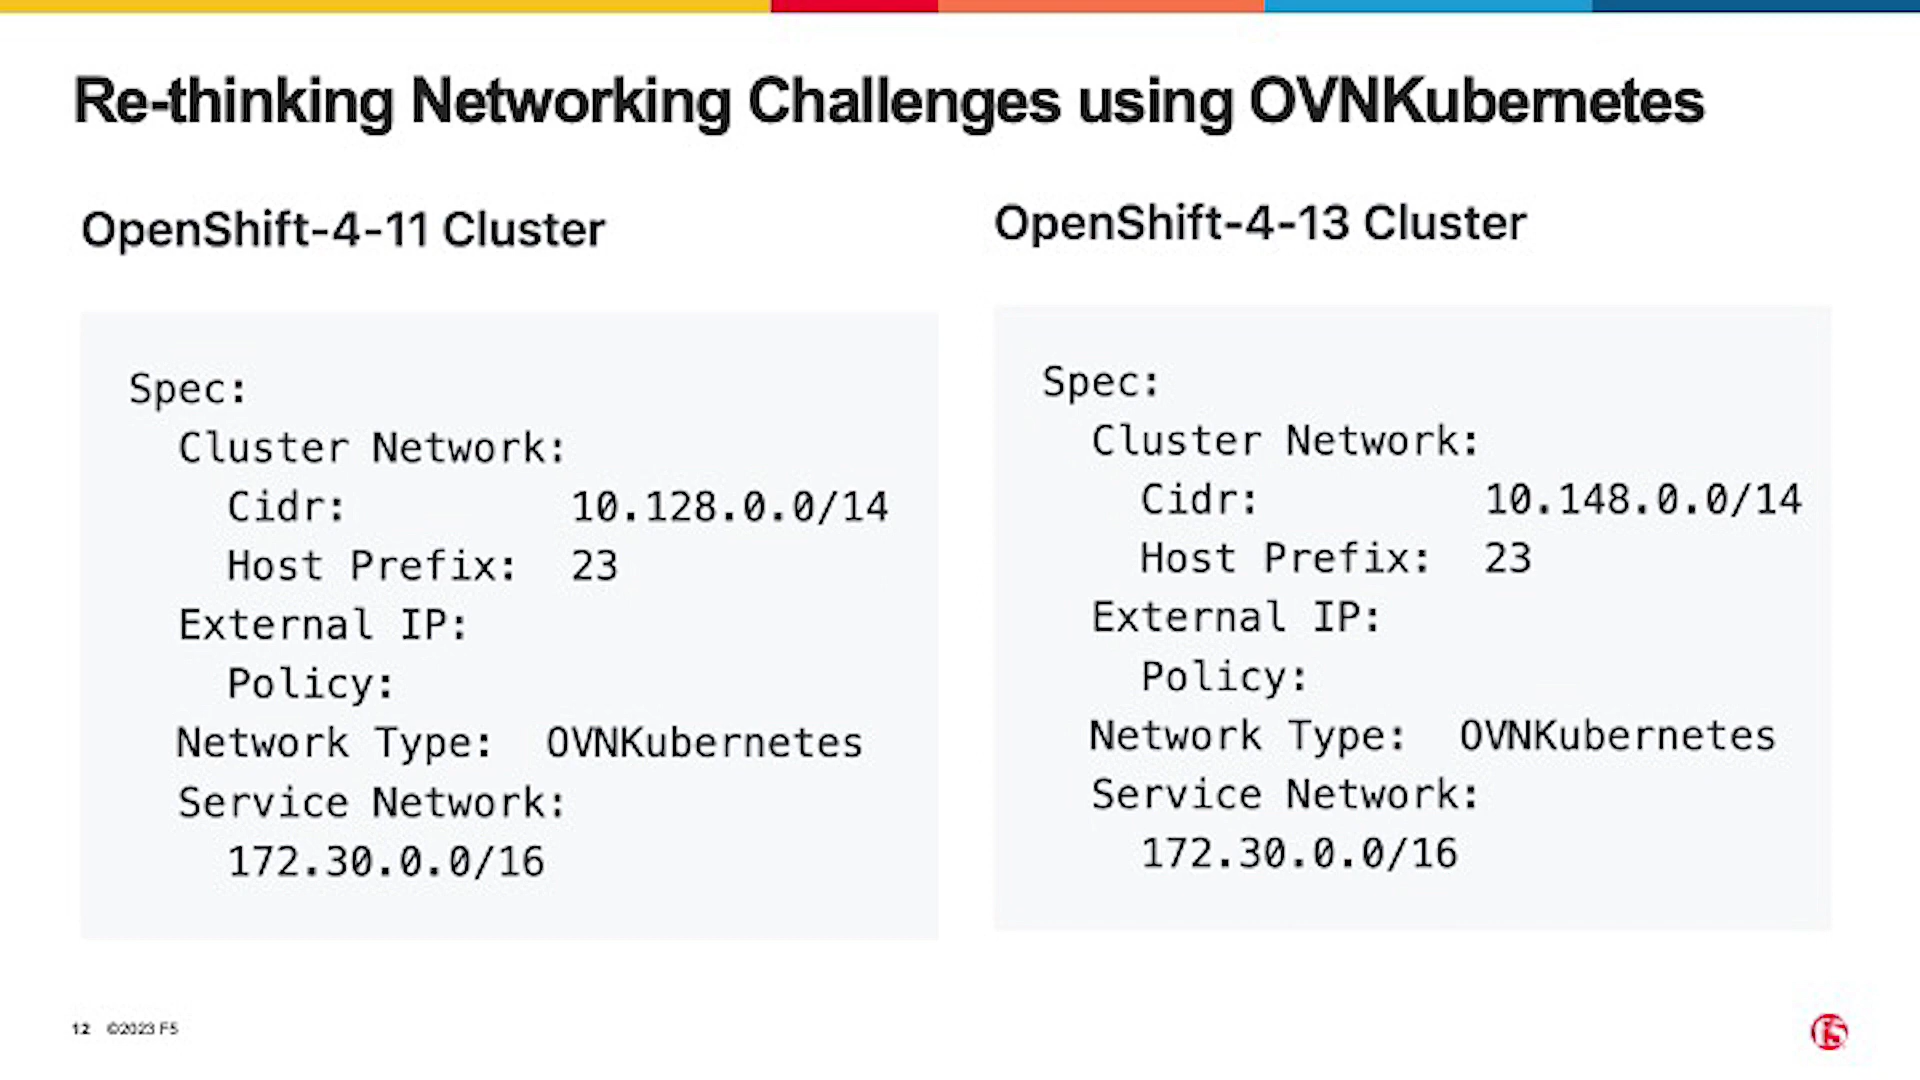 Re-thinking Networking Challenges using OVNKubernetes
OpenShift-4-11 Cluster
Spec:
Cluster Network:
Cidr: 10.128.0.0/14
Host Prefix: 23
External IP:
Policy:
Network Type: OVNKubernetes
Service Network:
172.30.0.0/16
OpenShift-4-13 Cluster
Spec:
Cluster Network:
Cidr: 10.148.0.0/14
Host Prefix: 23
External IP:
Policy:
Network Type: OVNKubernetes
Service Network:
172.30.0.0/16
12 ©2023 F5
f5